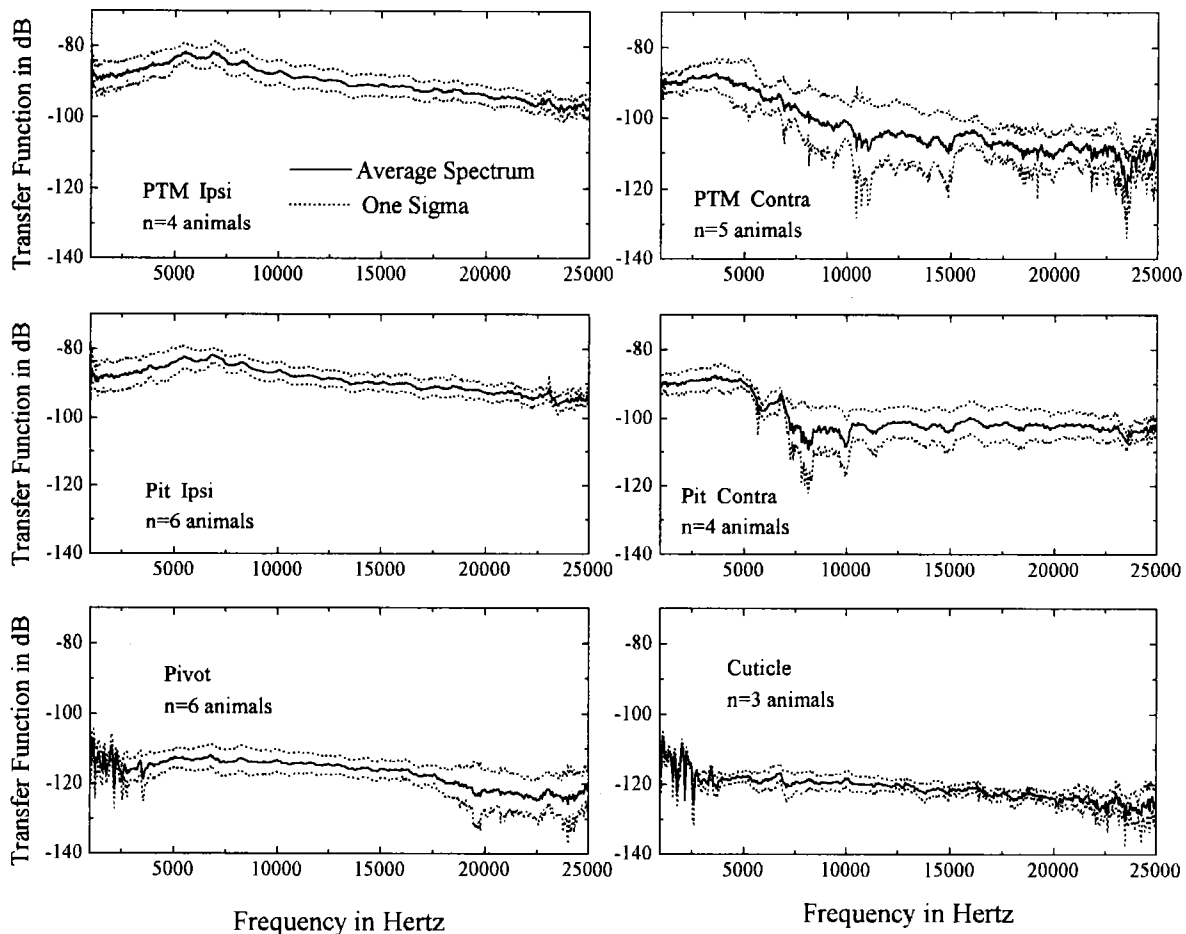 Transfer Function in dB
-80
-100
-120
-140
PTM Ipsi
n=4 animals
Average Spectrum
One Sigma
5000 10000 15000 20000 25000
-80
-100
-120
-140
PTM Contra
n=5 animals
5000 10000 15000 20000 25000
Transfer Function in dB
-80
-100
-120
-140
Pit Ipsi
n=6 animals
5000 10000 15000 20000 25000
-80
-100
-120
-140
Pit Contra
n=4 animals
5000 10000 15000 20000 25000
Transfer Function in dB
-80
-100
-120
-140
Pivot
n=6 animals
5000 10000 15000 20000 25000
Frequency in Hertz
-80
-100
-120
-140
Cuticle
n=3 animals
5000 10000 15000 20000 25000
Frequency in Hertz